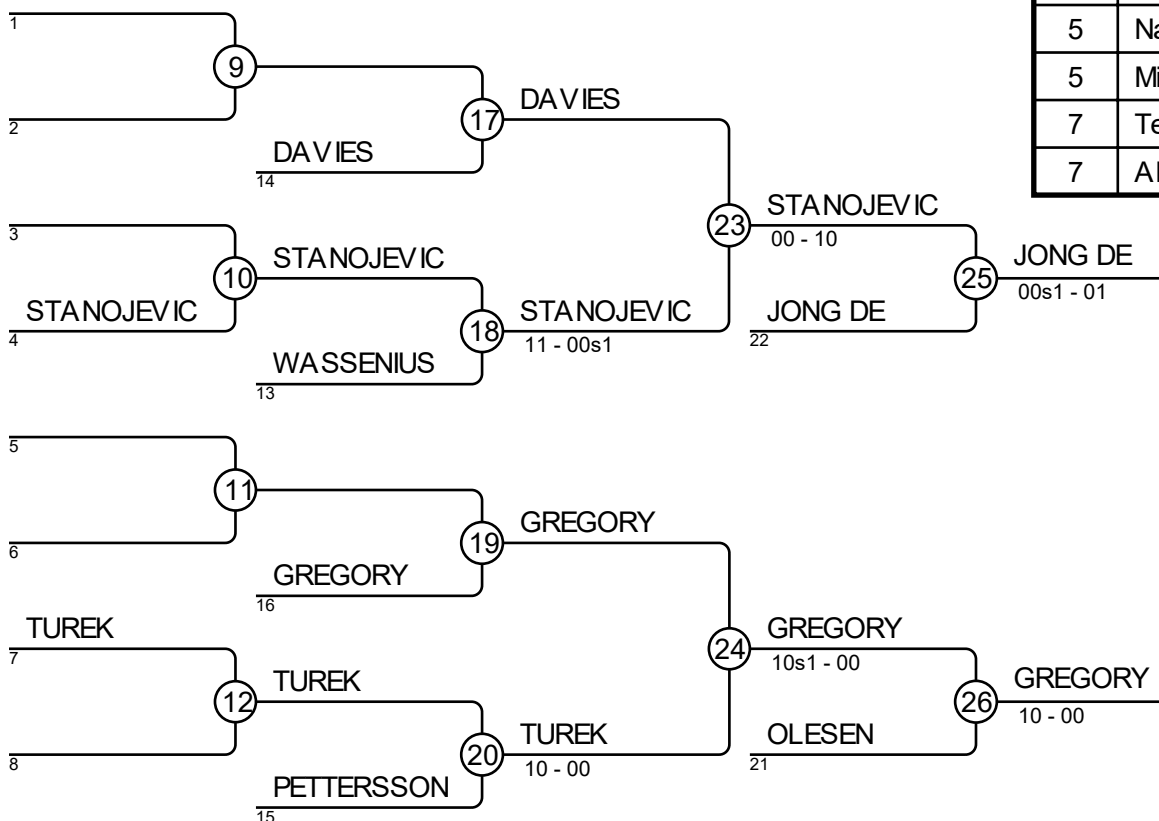 1
9
2
DAVIES
14
17
DAVIES
3
10
STANOJEVIC
4
STANOJEVIC
WASSENIUS
13
18
STANOJEVIC
11 - 00s1
23
STANOJEVIC
00 - 10
JONG DE
22
25
JONG DE
00s1 - 01
5
11
6
GREGORY
16
19
GREGORY
TUREK
7
12
8
TUREK
PETTERSSON
15
20
TUREK
10 - 00
24
GREGORY
10s1 - 00
OLESEN
21
26
GREGORY
10 - 00
5
5
7
7